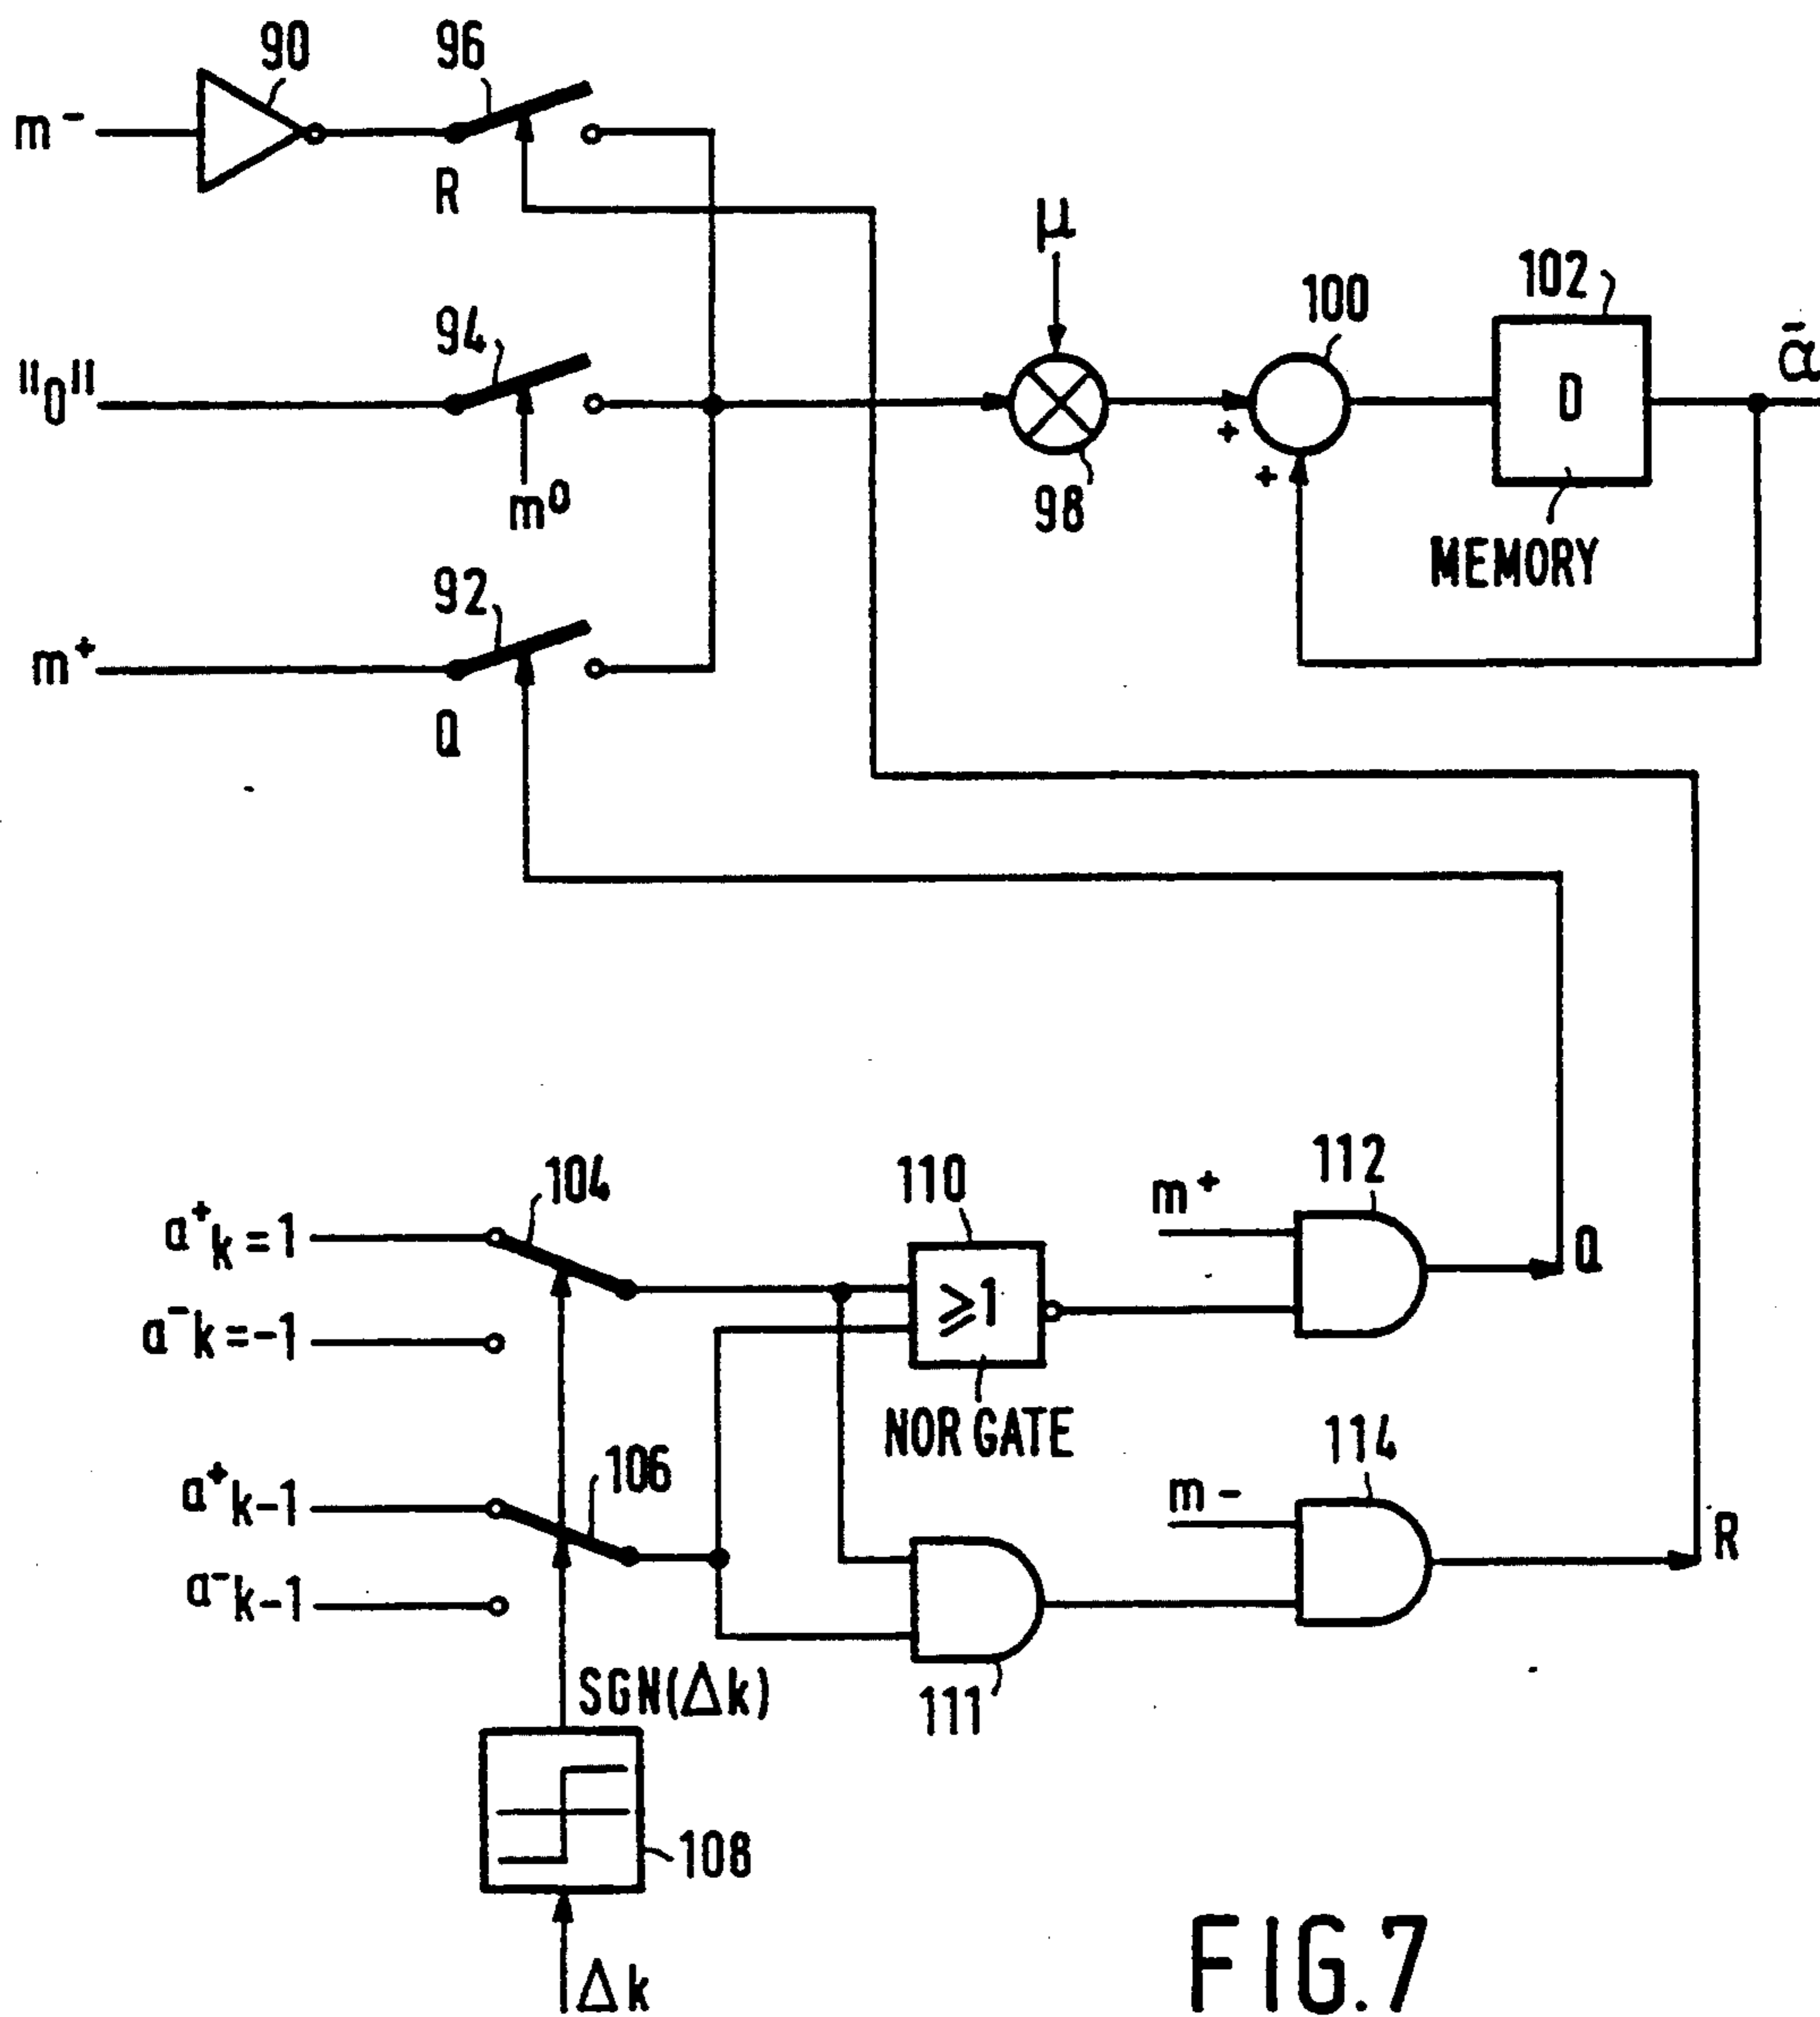 90
96
m⁻
R
µ
94
"0"
100
102
ᾱ
D
m⁰
98
MEMORY
92
m⁺
Q
+
+
104
110
m⁺
112
a⁺k=1
≥1
Q
a⁻k=-1
NOR GATE
106
114
a⁺k-1
m-
R
a⁻k-1
SGN(Δk)
111
108
Δk
FIG.7